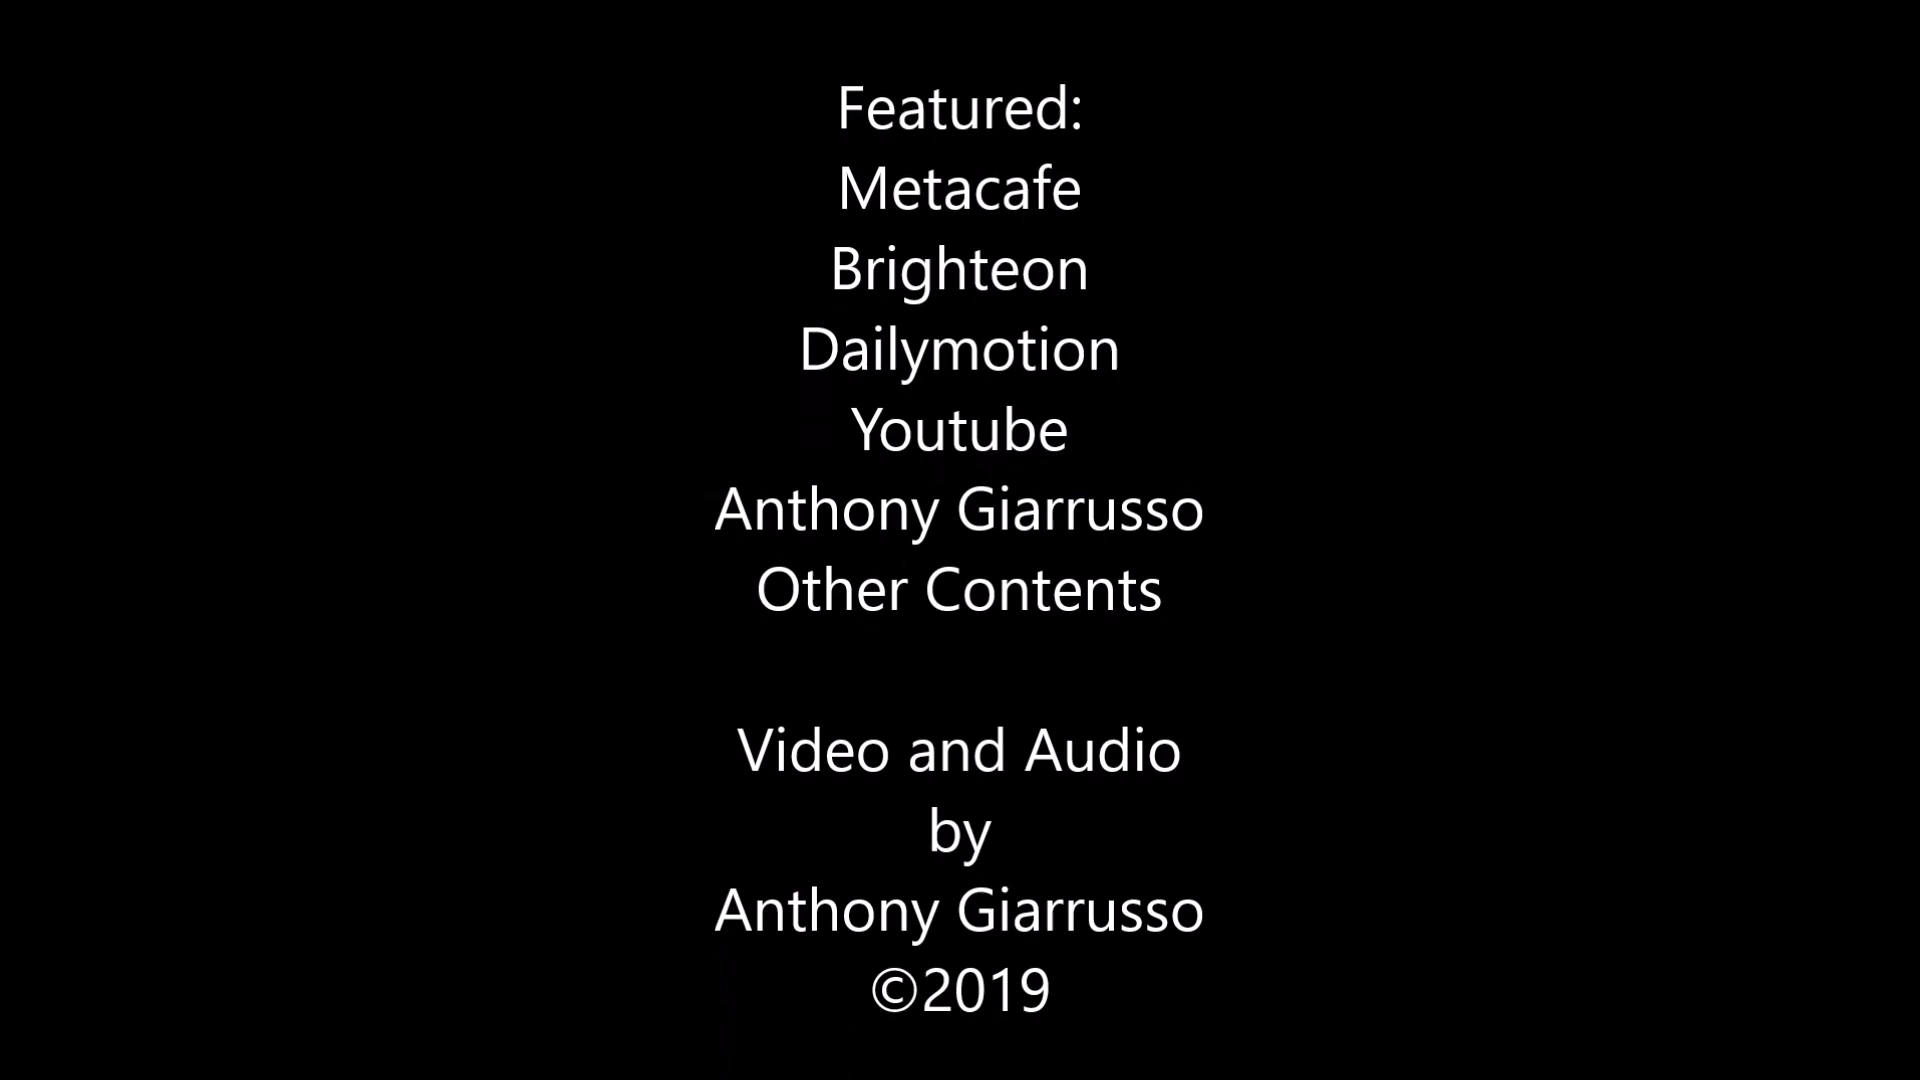 Featured:
Metacafe
Brighteon
Dailymotion
Youtube
Anthony Giarrusso
Other Contents
Video and Audio
by
Anthony Giarrusso
©2019